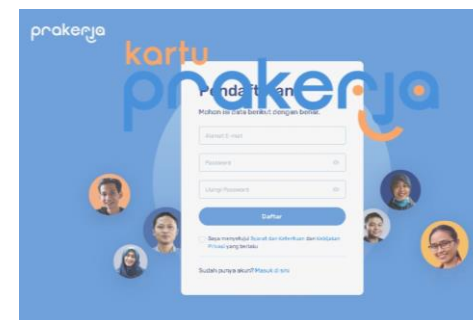 prakerja
kartu
prakerja
Pendaftaran
Mohon isi data berikut dengan benar.
Alamat E-mail
Password
Ulangi Password
Daftar
Saya menyetujui Syarat dan Ketentuan dan Kebijakan
Privasi yang berlaku
Sudah punya akun? Masuk di sini